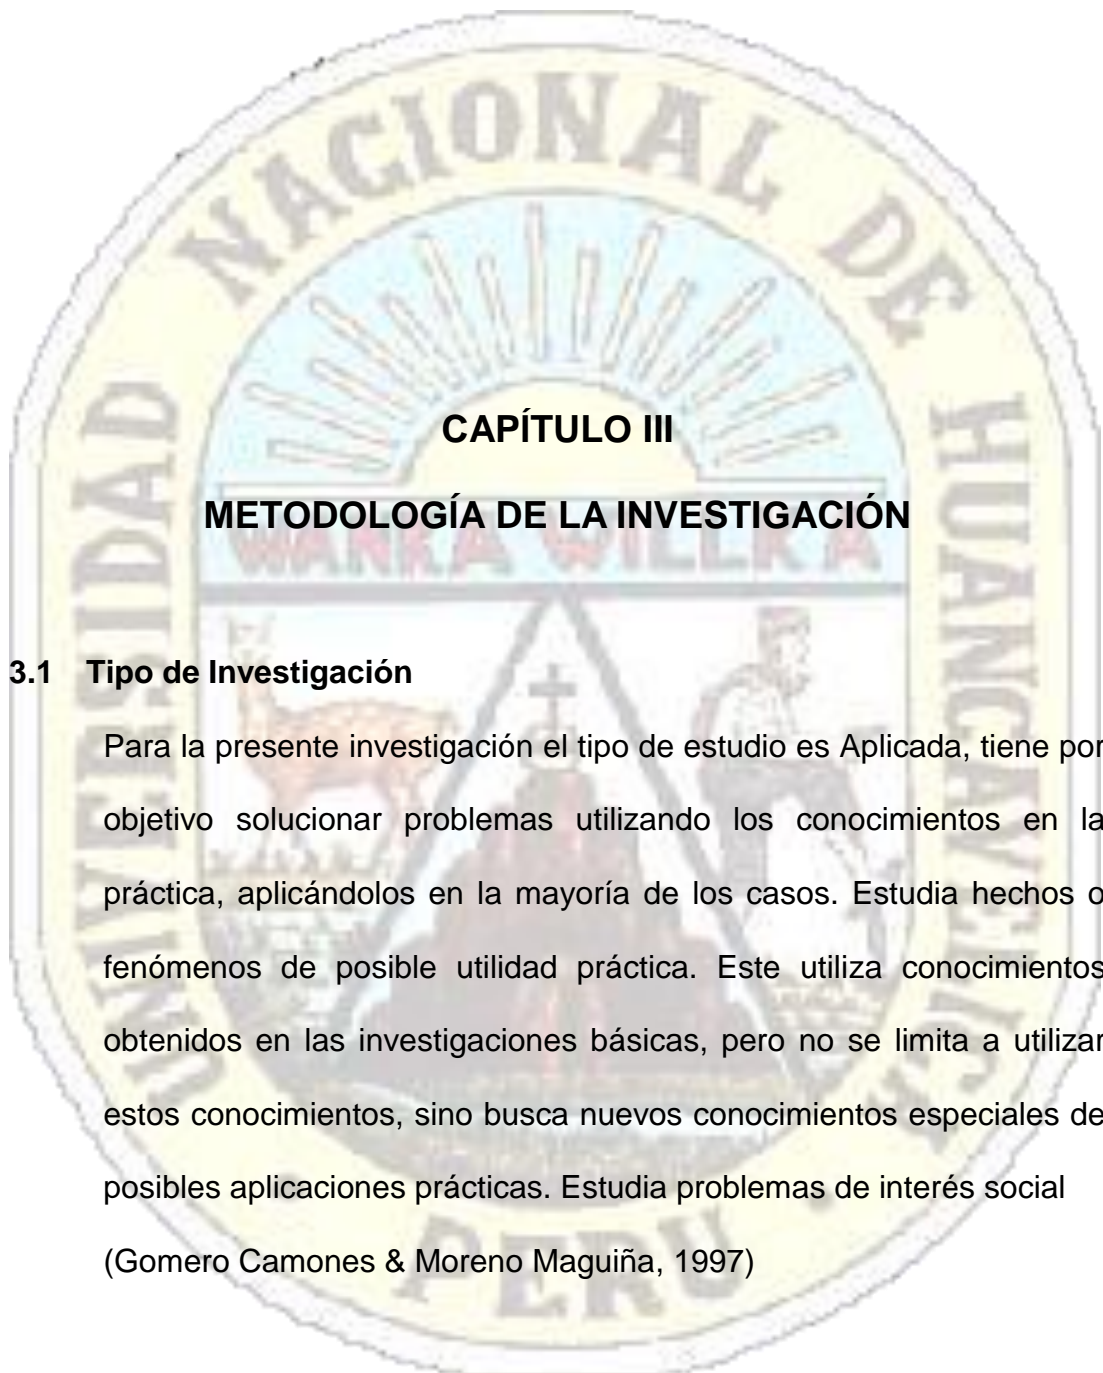 UNIVERSIDAD NACIONAL DE HUANCAVELICA
CAPÍTULO III
METODOLOGÍA DE LA INVESTIGACIÓN
WANKA WILLKA
3.1 Tipo de Investigación
Para la presente investigación el tipo de estudio es Aplicada, tiene por
objetivo solucionar problemas utilizando los conocimientos en la
práctica, aplicándolos en la mayoría de los casos. Estudia hechos o
fenómenos de posible utilidad práctica. Este utiliza conocimientos
obtenidos en las investigaciones básicas, pero no se limita a utilizar
estos conocimientos, sino busca nuevos conocimientos especiales de
posibles aplicaciones prácticas. Estudia problemas de interés social
(Gomero Camones & Moreno Maguiña, 1997)
PERU